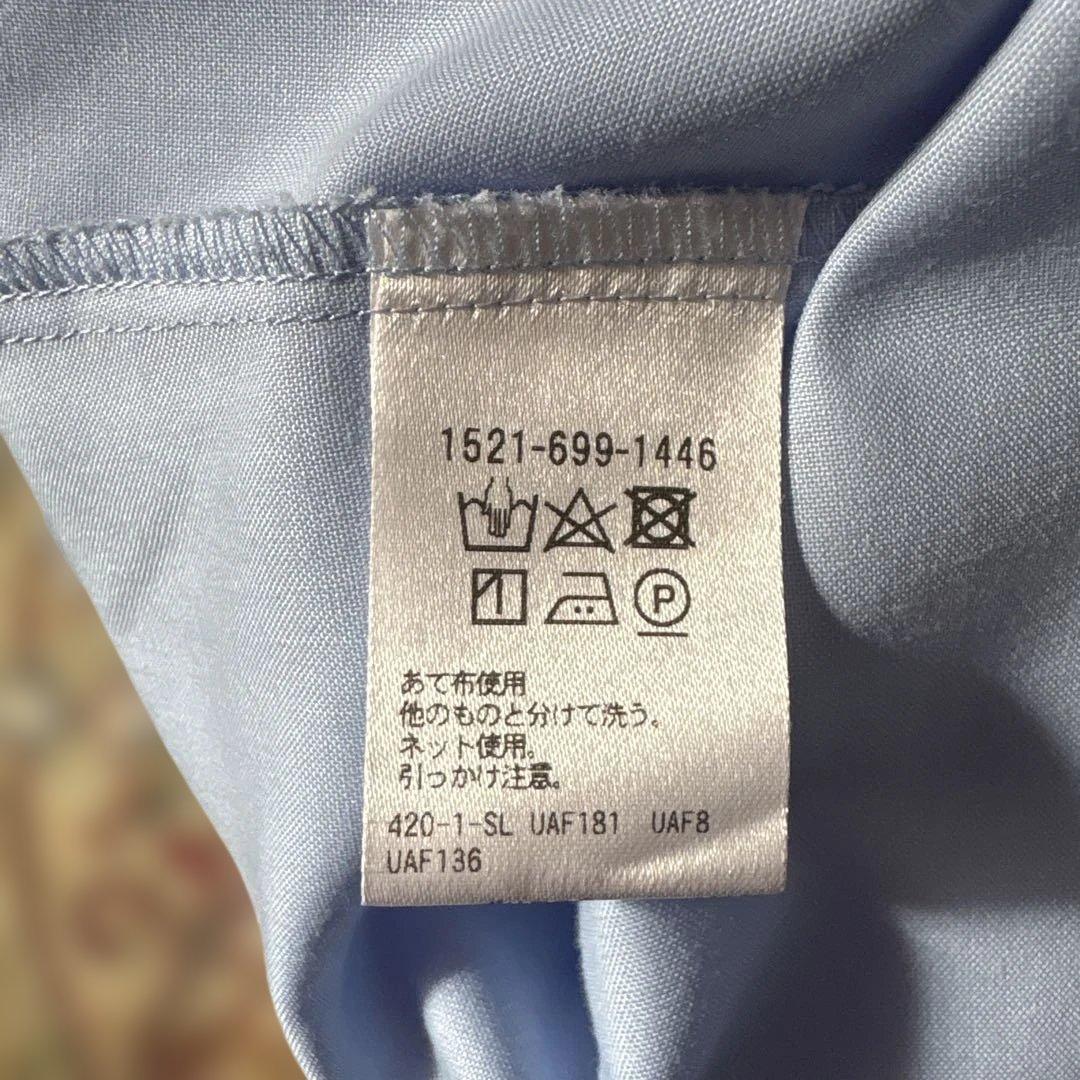 1521-699-1446
P
あて布使用
他のものと分けて洗う。
ネット使用。
引っかけ注意。
420-1-SL UAF181 UAF8
UAF136